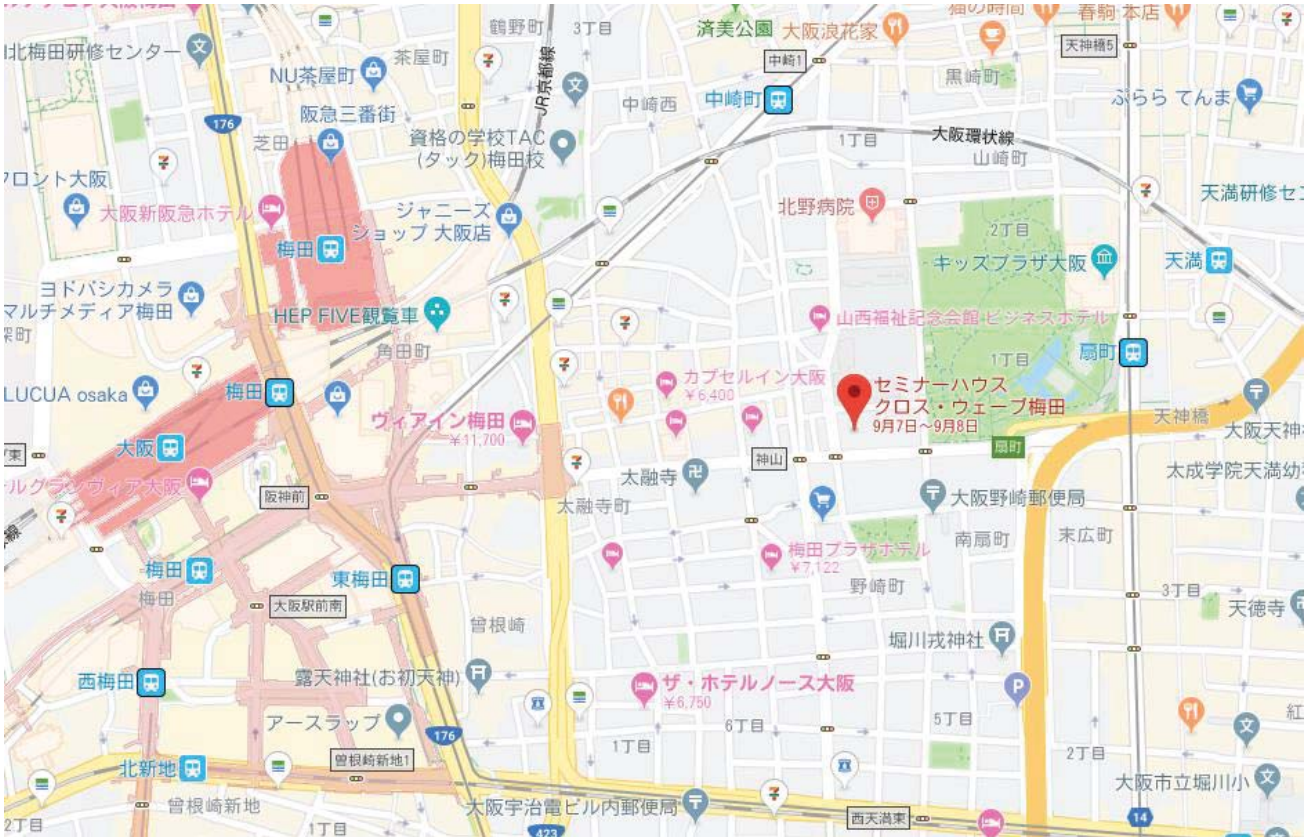 鶴野町
3丁目
済美公園
大阪浪花家
猫の時間
春駒 本店
北梅田研修センター
茶屋町
NU茶屋町
JR京都線
中崎1
天神橋5
黒崎町
阪急三番街
中崎西
中崎町
ぷらら てんま
176
芝田
資格の学校TAC
(タック)梅田校
1丁目
大阪環状線
山崎町
フロント大阪
大阪新阪急ホテル
ジャニーズ
ショップ 大阪店
北野病院
天満研修セ
2丁目
梅田
キッズプラザ大阪
天満
ヨドバシカメラ
マルチメディア梅田
HEP FIVE観覧車
山西福祉記念会館 ビジネスホテル
深町
角田町
1丁目
扇町
LUCUA osaka
梅田
カプセルイン大阪
¥6,400
セミナーハウス
クロス・ウェーブ梅田
9月7日~9月8日
ヴィアイン梅田
¥11,700
天神橋
大阪天神
東
大阪
神山
扇町
太成学院天満幼
ルグランヴィア大阪
阪神前
太融寺
太融寺町
大阪野崎郵便局
南扇町
末広町
線
梅田
梅田
東梅田
梅田プラザホテル
¥7,122
野崎町
3丁目
大阪駅前南
曽根崎
天徳寺
堀川戎神社
西梅田
露天神社(お初天神)
ザ・ホテルノース大阪
¥6,750
P
アースラップ
176
1丁目
6丁目
5丁目
紅
2丁目
北新地
曽根崎新地1
大阪市立堀川小
曽根崎新地
大阪宇治電ビル内郵便局
西天満東
14
2丁目
1丁目
423